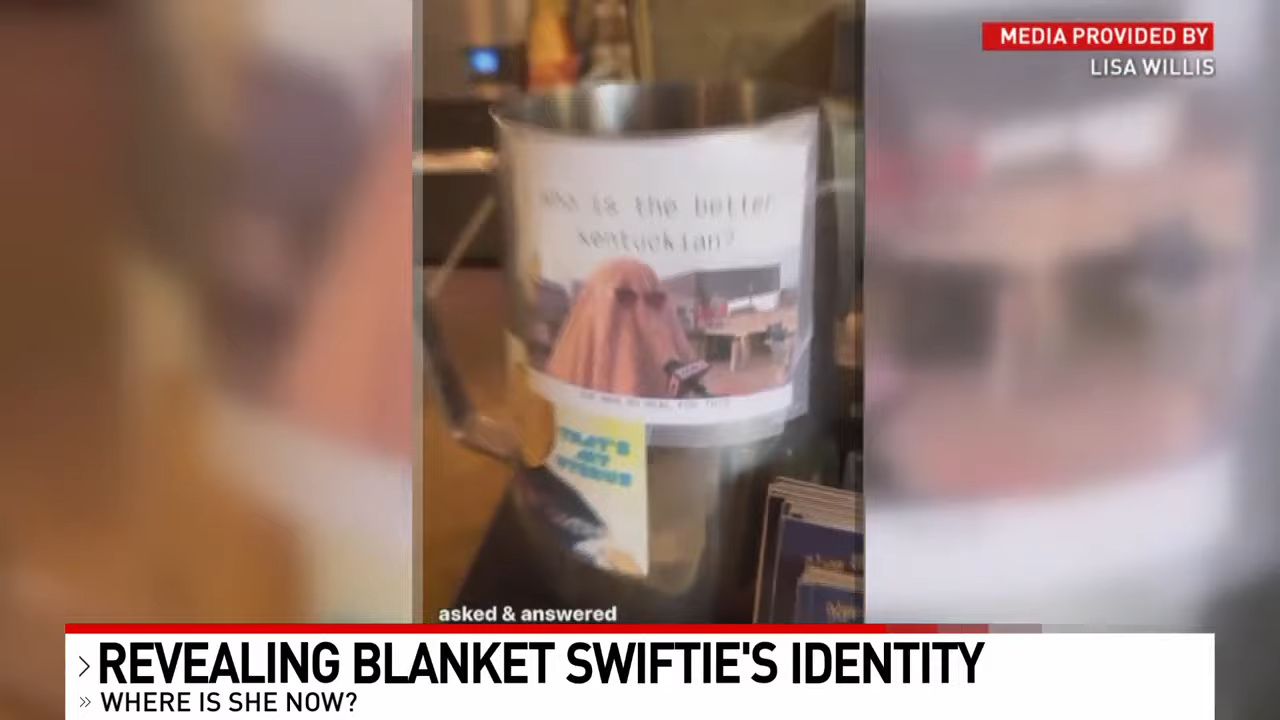 MEDIA PROVIDED BY
LISA WILLIS
who is the better
kentuckian?
THAT'S
asked & answered
REVEALING BLANKET SWIFTIE'S IDENTITY
WHERE IS SHE NOW?